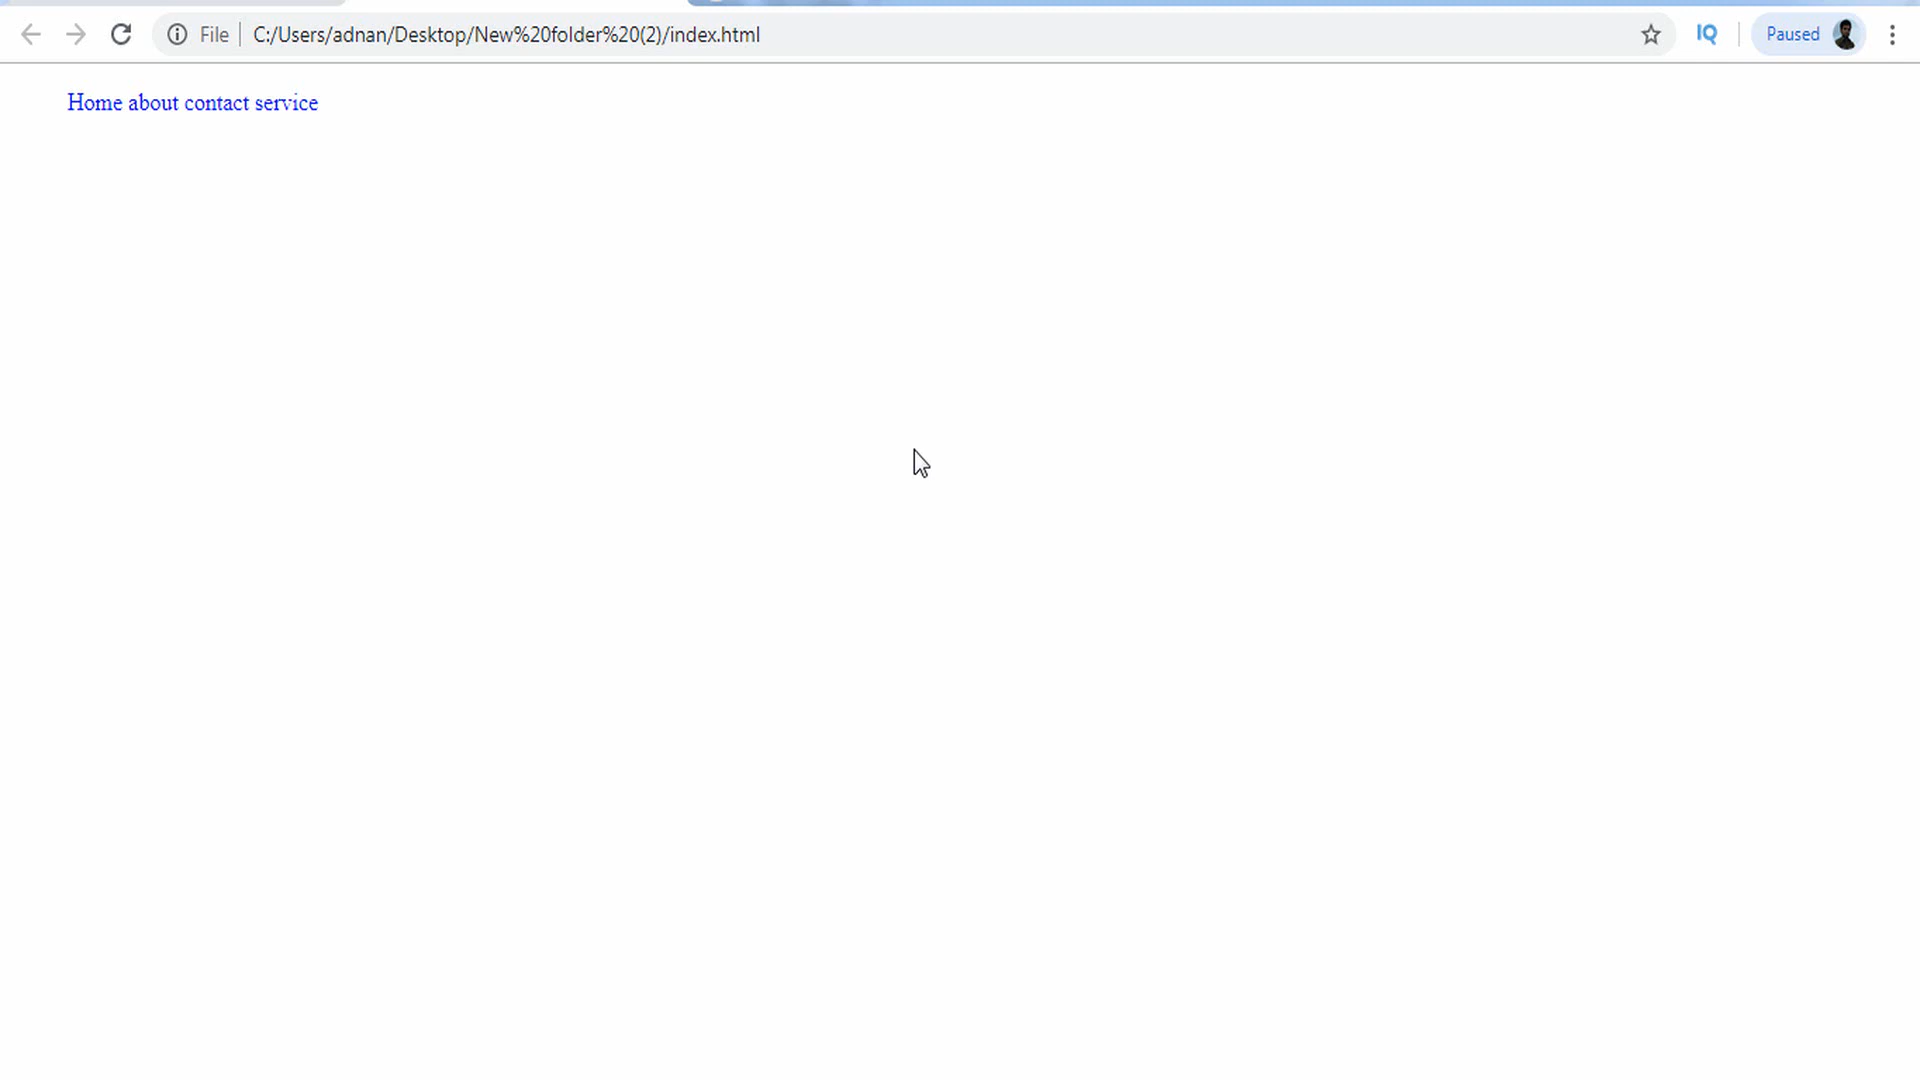 File C:/Users/adnan/Desktop/New%20folder%20(2)/index.html IQ Paused
Home about contact service